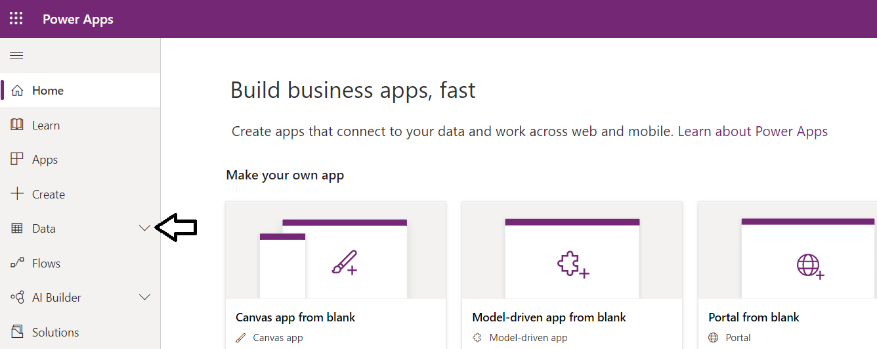 Power Apps
Home
Learn
Apps
Create
Data
Flows
AI Builder
Solutions
Build business apps, fast
Create apps that connect to your data and work across web and mobile. Learn about Power Apps
Make your own app
Canvas app from blank
Canvas app
Model-driven app from blank
Model-driven app
Portal from blank
Portal